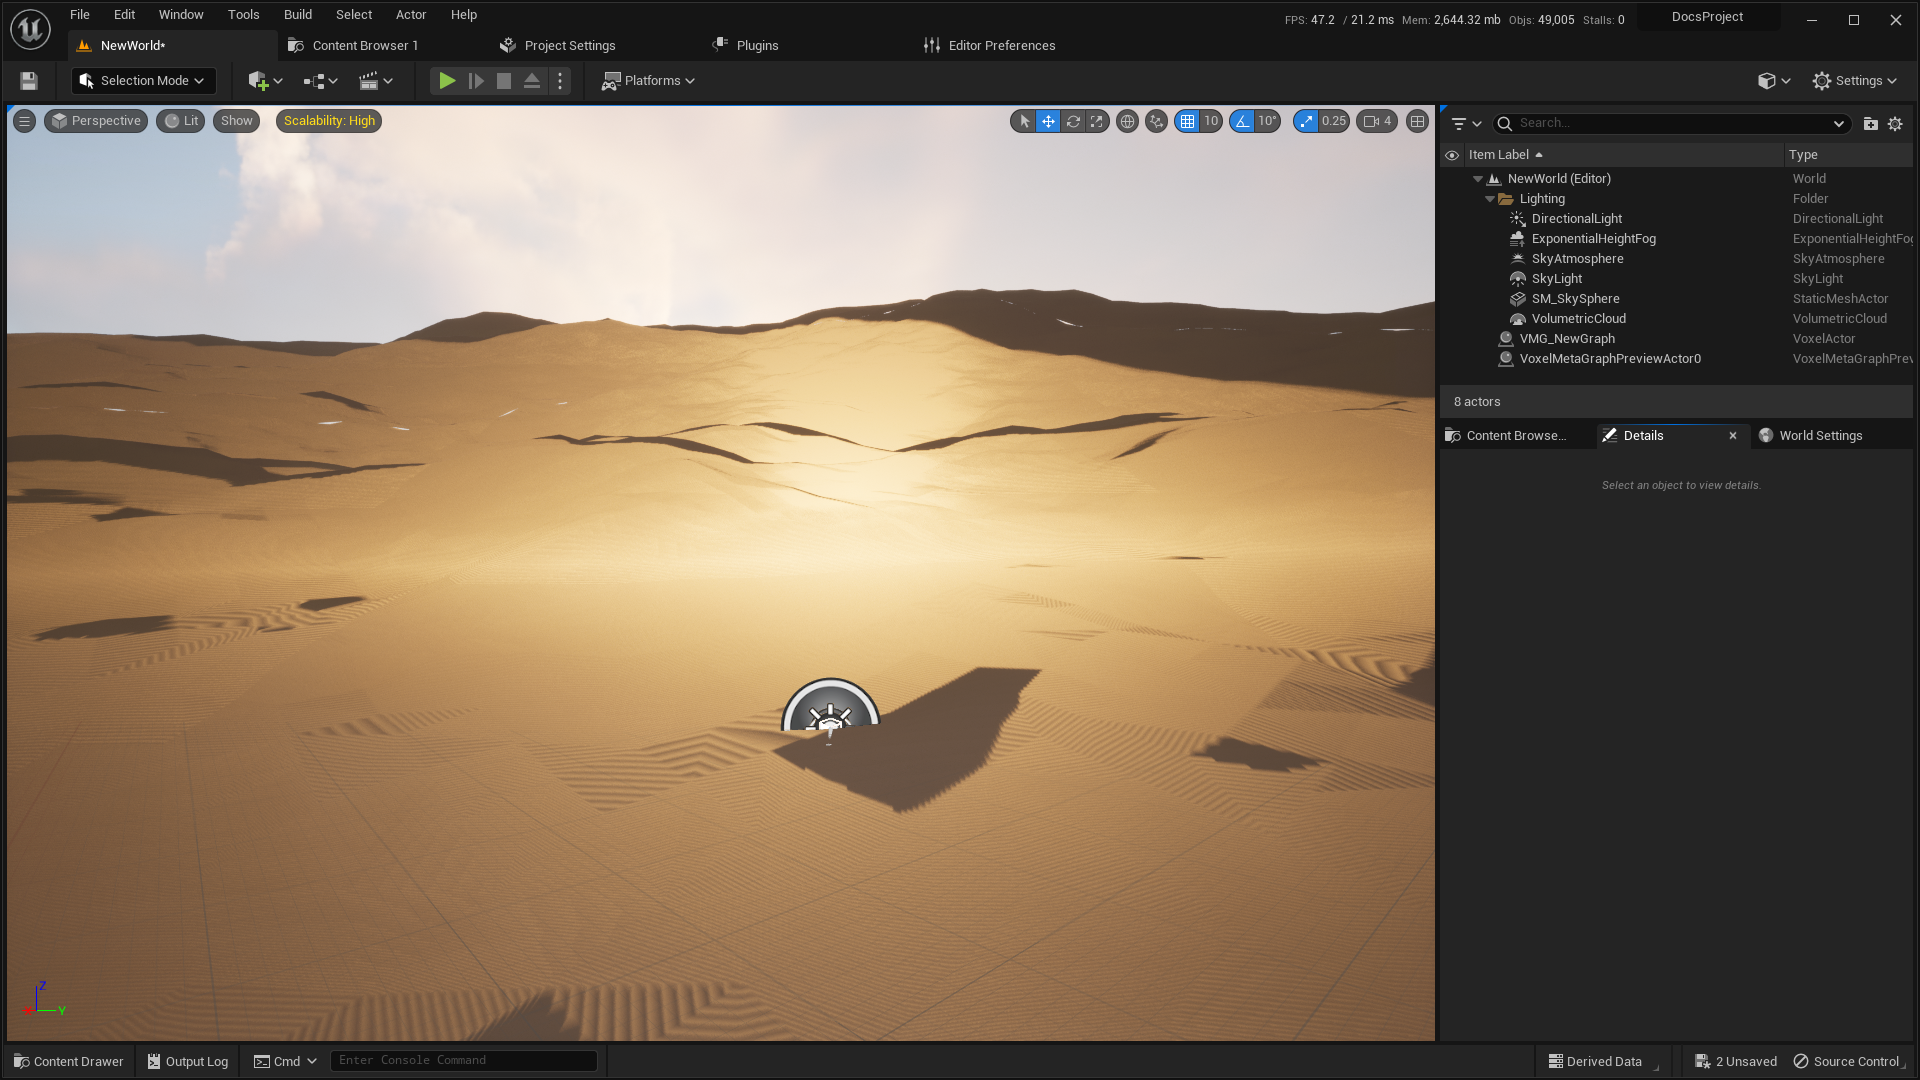 File Edit Window Tools Build Select Actor Help
FPS: 47.2 / 21.2 ms Mem: 2,644.32 mb Objs: 49,005 Stalls: 0 DocsProject
NewWorld* Content Browser 1 Project Settings Plugins Editor Preferences
Selection Mode Platforms Settings
Perspective Lit Show Scalability: High 10 10° 0.25 4
Search...
Item Label Type
NewWorld (Editor) World
Lighting Folder
DirectionalLight DirectionalLight
ExponentialHeightFog ExponentialHeightFog
SkyAtmosphere SkyAtmosphere
SkyLight SkyLight
SM_SkySphere StaticMeshActor
VolumetricCloud VolumetricCloud
VMG_NewGraph VoxelActor
VoxelMetaGraphPreviewActor0 VoxelMetaGraphPrev
8 actors
Content Browse... Details World Settings
Select an object to view details.
Z
Y
Content Drawer Output Log Cmd Enter Console Command Derived Data 2 Unsaved Source Control